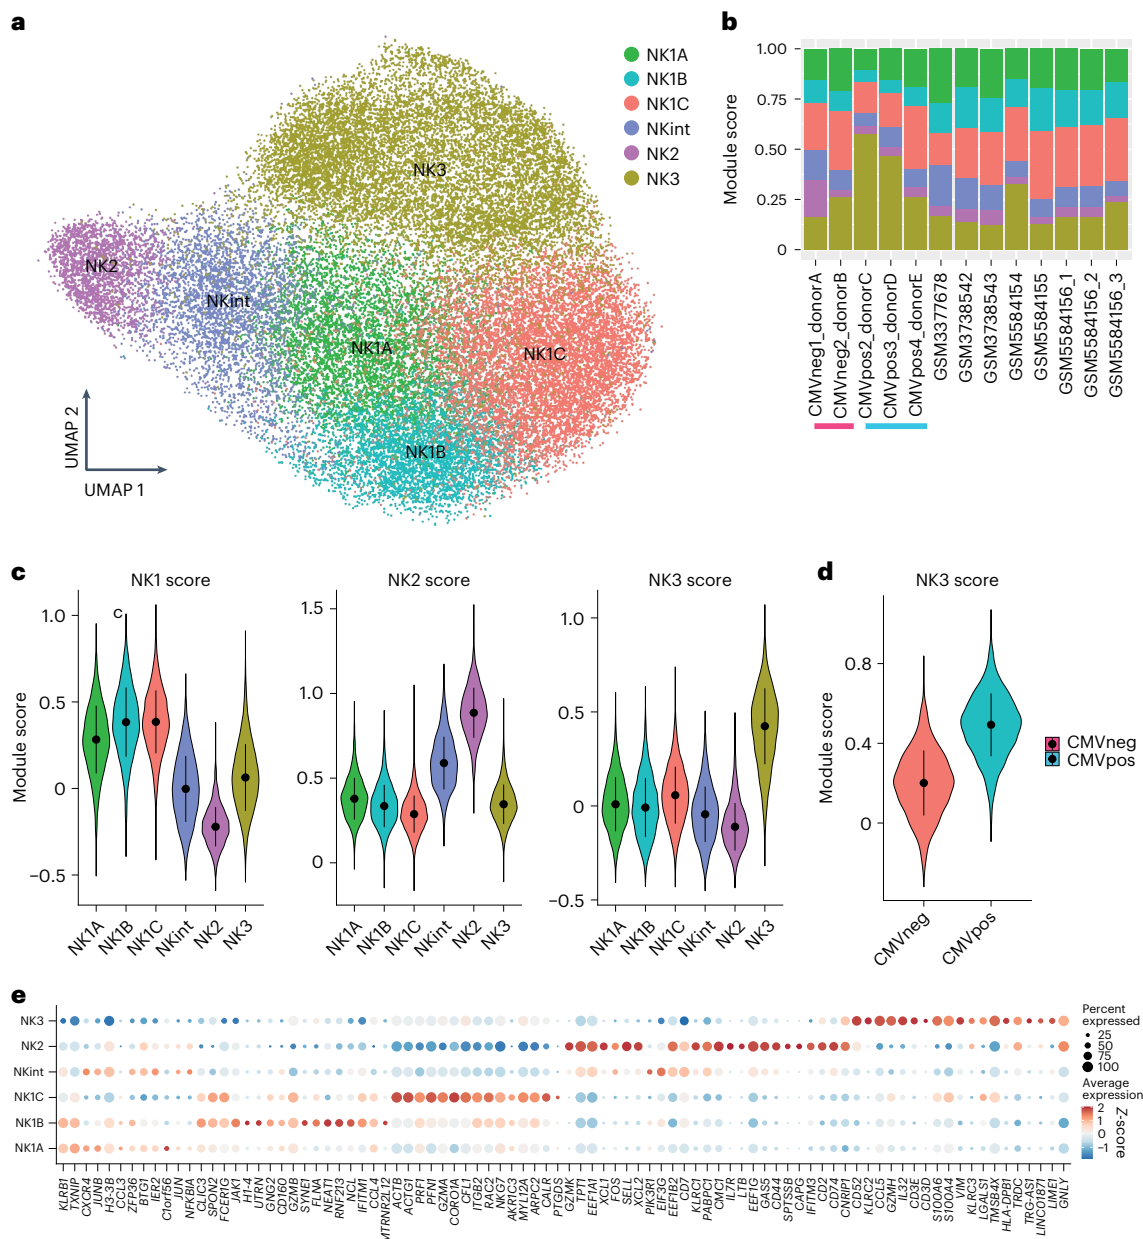 a
NK1A
NK1B
NK1C
NKint
NK2
NK3
NK3
NK2
NKint
NK1A
NK1C
NK1B
UMAP 2
UMAP 1
b
Module score
1.00
0.75
0.50
0.25
0
CMVneg1_donorA
CMVneg2_donorB
CMVpos2_donorC
CMVpos3_donorD
CMVpos4_donorE
GSM3377678
GSM3738542
GSM3738543
GSM5584154
GSM5584155
GSM5584156_1
GSM5584156_2
GSM5584156_3
c
NK1 score
Module score
1.0
0.5
0
−0.5
C
NK1A
NK1B
NK1C
NKint
NK2
NK3
NK2 score
1.5
1.0
0.5
0
NK1A
NK1B
NK1C
NKint
NK2
NK3
NK3 score
1.0
0.5
0
−0.5
NK1A
NK1B
NK1C
NKint
NK2
NK3
d
NK3 score
Module score
0.8
0.4
0
CMVneg
CMVpos
CMVneg
CMVpos
e
NK3
NK2
NKint
NK1C
NK1B
NK1A
KLRB1
TXNIP
CXCR4
JUNB
H3-3B
CCL3
ZFP36
BTG1
IER2
C1orf56
JUN
NFKBIA
CLIC3
SPON2
FCER1G
JAK1
H1-4
UTRN
GNG2
CD160
GZMB
SYNE1
FLNA
NEAT1
RNF213
NCL
IFITM1
CCL4
MTRNR2L12
ACTB
ACTG1
PRF1
PFN1
GZMA
CORO1A
CFL1
ITGB2
RAC2
NKG7
AKR1C3
MYL12A
ARPC2
CALR
PTGDS
GZMK
TPT1
EEF1A1
XCL1
FOS
SELL
XCL2
PIK3R1
EIF3G
EEF1B2
CD7
KLRC1
PABPC1
CMC1
IL7R
LTB
EEF1G
GAS5
CD44
SPTSSB
CAPG
IFITM3
CD2
CD74
CNRIP1
CD52
KLRC2
CCL5
GZMH
IL32
CD3E
CD3D
S100A6
S100A4
VIM
KLRC3
LGALS1
TMSB4X
HLA-DPB1
TRDC
TRG-AS1
LINC01871
LIME1
GNLY
Percent
expressed
25
50
75
100
Average
expression
2
1
0
−1
Z-score